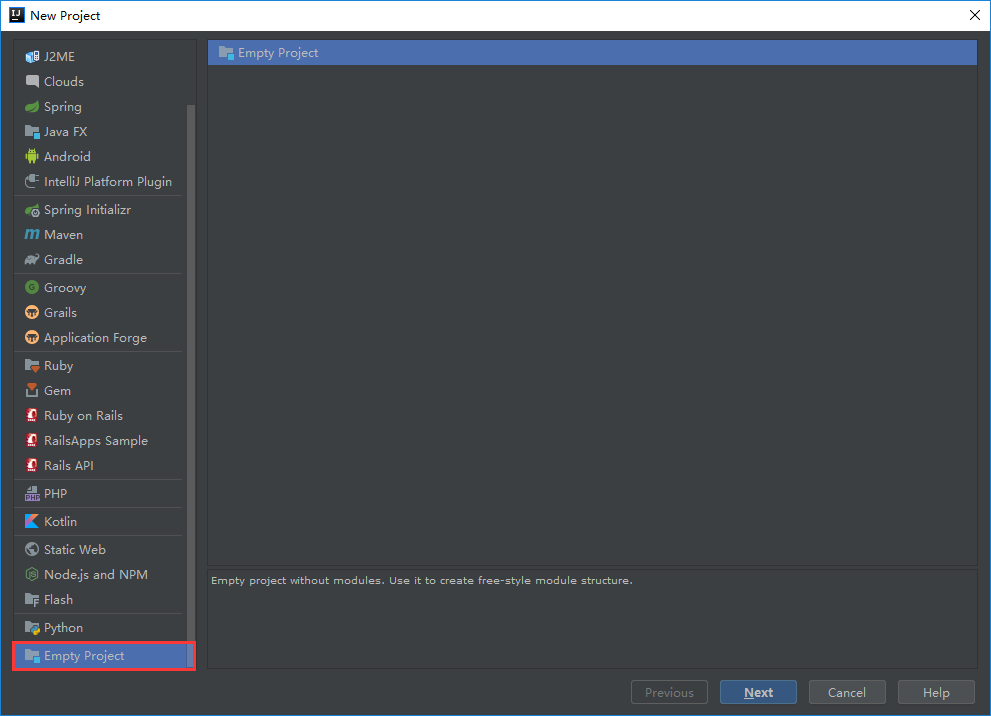 New Project
J2ME
Clouds
Spring
Java FX
Android
IntelliJ Platform Plugin
Spring Initializr
Maven
Gradle
Groovy
Grails
Application Forge
Ruby
Gem
Ruby on Rails
RailsApps Sample
Rails API
PHP
Kotlin
Static Web
Node.js and NPM
Flash
Python
Empty Project
Empty Project
Empty project without modules. Use it to create free-style module structure.
Previous
Next
Cancel
Help